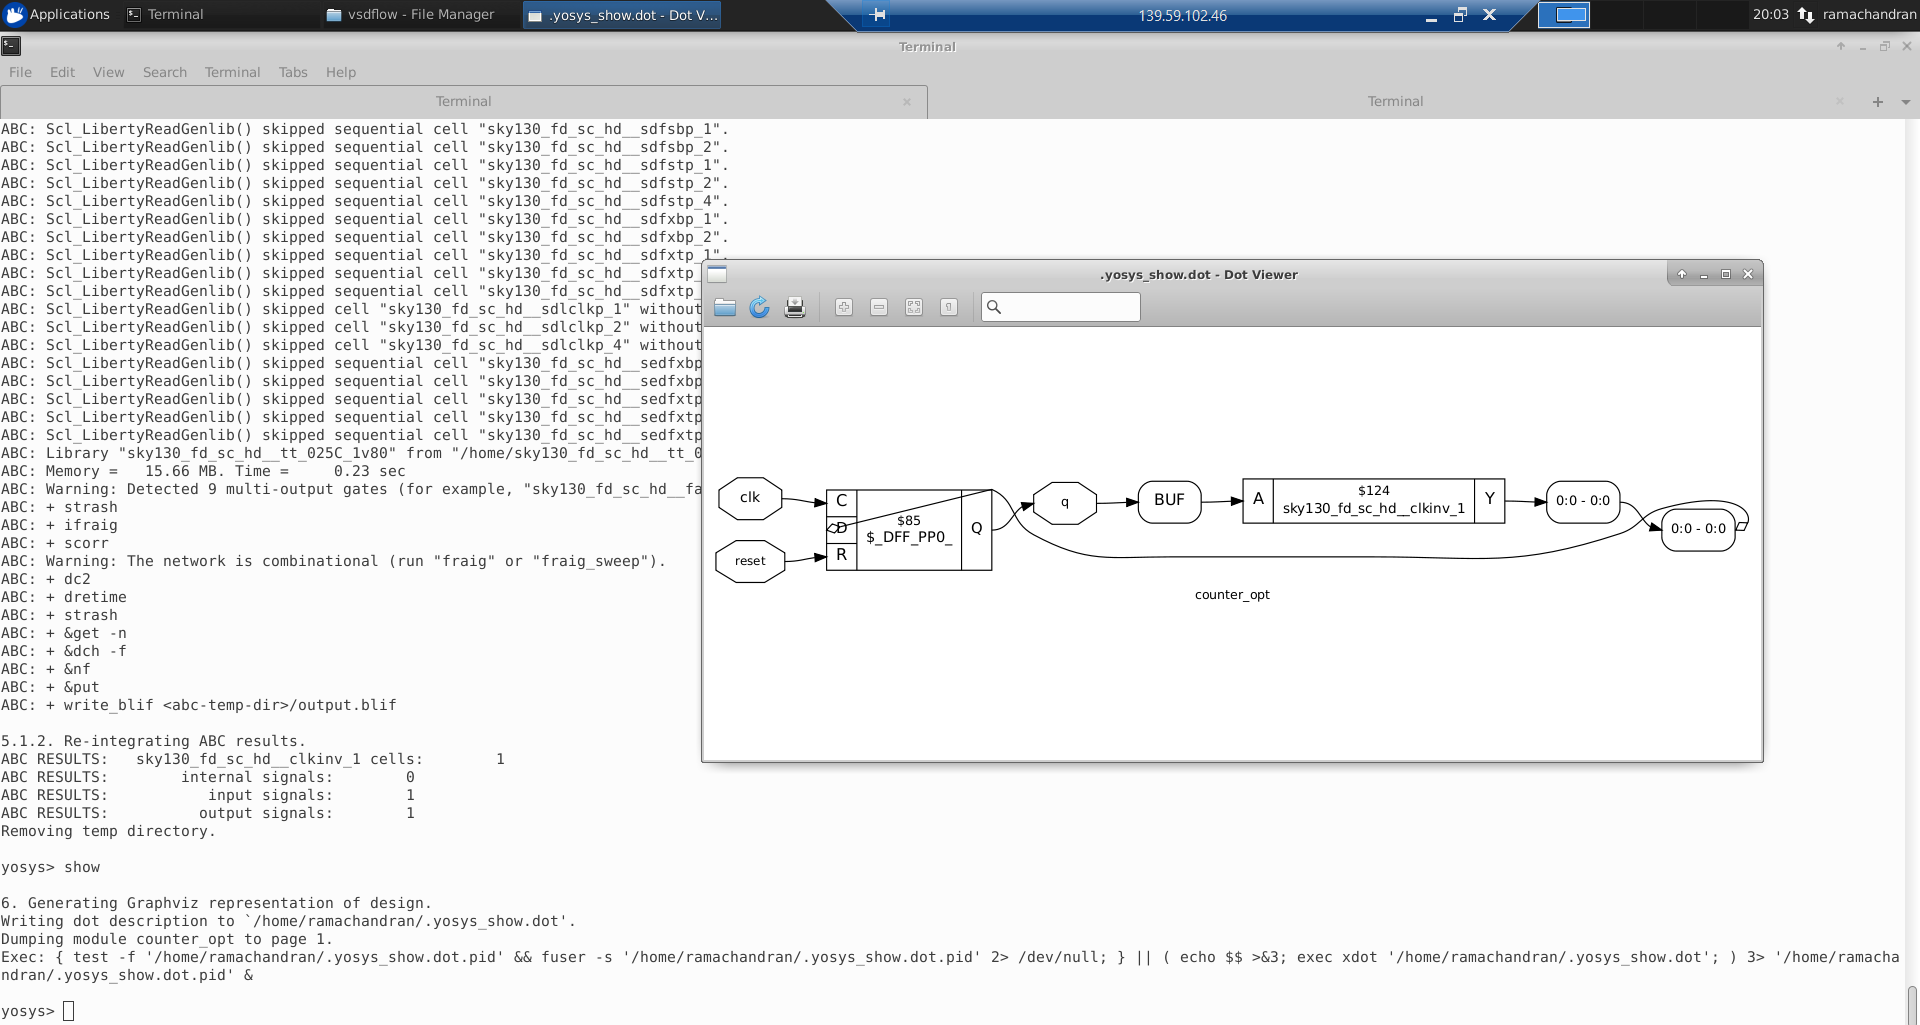 Applications
Terminal
vsdflow - File Manager
.yosys_show.dot - Dot V...
139.59.102.46
20:03
ramachandran
Terminal
File Edit View Search Terminal Tabs Help
Terminal
Terminal
ABC: Scl_LibertyReadGenlib() skipped sequential cell "sky130_fd_sc_hd__sdfsbp_1".
ABC: Scl_LibertyReadGenlib() skipped sequential cell "sky130_fd_sc_hd__sdfsbp_2".
ABC: Scl_LibertyReadGenlib() skipped sequential cell "sky130_fd_sc_hd__sdfstp_1".
ABC: Scl_LibertyReadGenlib() skipped sequential cell "sky130_fd_sc_hd__sdfstp_2".
ABC: Scl_LibertyReadGenlib() skipped sequential cell "sky130_fd_sc_hd__sdfstp_4".
ABC: Scl_LibertyReadGenlib() skipped sequential cell "sky130_fd_sc_hd__sdfxbp_1".
ABC: Scl_LibertyReadGenlib() skipped sequential cell "sky130_fd_sc_hd__sdfxbp_2".
ABC: Scl_LibertyReadGenlib() skipped sequential cell "sky130_fd_sc_hd__sdfxtp_1".
ABC: Scl_LibertyReadGenlib() skipped sequential cell "sky130_fd_sc_hd__sdfxtp_
ABC: Scl_LibertyReadGenlib() skipped sequential cell "sky130_fd_sc_hd__sdfxtp_
ABC: Scl_LibertyReadGenlib() skipped cell "sky130_fd_sc_hd__sdlclkp_1" without
ABC: Scl_LibertyReadGenlib() skipped cell "sky130_fd_sc_hd__sdlclkp_2" without
ABC: Scl_LibertyReadGenlib() skipped cell "sky130_fd_sc_hd__sdlclkp_4" without
ABC: Scl_LibertyReadGenlib() skipped sequential cell "sky130_fd_sc_hd__sedfxbp
ABC: Scl_LibertyReadGenlib() skipped sequential cell "sky130_fd_sc_hd__sedfxbp
ABC: Scl_LibertyReadGenlib() skipped sequential cell "sky130_fd_sc_hd__sedfxtp
ABC: Scl_LibertyReadGenlib() skipped sequential cell "sky130_fd_sc_hd__sedfxtp
ABC: Scl_LibertyReadGenlib() skipped sequential cell "sky130_fd_sc_hd__sedfxtp
ABC: Library "sky130_fd_sc_hd__tt_025C_1v80" from "/home/sky130_fd_sc_hd__tt_0
ABC: Memory = 15.66 MB. Time = 0.23 sec
ABC: Warning: Detected 9 multi-output gates (for example, "sky130_fd_sc_hd__fa
ABC: + strash
ABC: + ifraig
ABC: + scorr
ABC: Warning: The network is combinational (run "fraig" or "fraig_sweep").
ABC: + dc2
ABC: + dretime
ABC: + strash
ABC: + &get -n
ABC: + &dch -f
ABC: + &nf
ABC: + &put
ABC: + write_blif <abc-temp-dir>/output.blif
5.1.2. Re-integrating ABC results.
ABC RESULTS: sky130_fd_sc_hd__clkinv_1 cells: 1
ABC RESULTS: internal signals: 0
ABC RESULTS: input signals: 1
ABC RESULTS: output signals: 1
Removing temp directory.
yosys> show
6. Generating Graphviz representation of design.
Writing dot description to `/home/ramachandran/.yosys_show.dot'.
Dumping module counter_opt to page 1.
Exec: { test -f '/home/ramachandran/.yosys_show.dot.pid' && fuser -s '/home/ramachandran/.yosys_show.dot.pid' 2> /dev/null; } || ( echo $$ >&3; exec xdot '/home/ramachandran/.yosys_show.dot'; ) 3> '/home/ramacha
ndran/.yosys_show.dot.pid' &
yosys>
.yosys_show.dot - Dot Viewer
clk
reset
C
D
R
$85
$_DFF_PP0_
Q
q
BUF
A
$124
sky130_fd_sc_hd__clkinv_1
Y
0:0 - 0:0
0:0 - 0:0
counter_opt